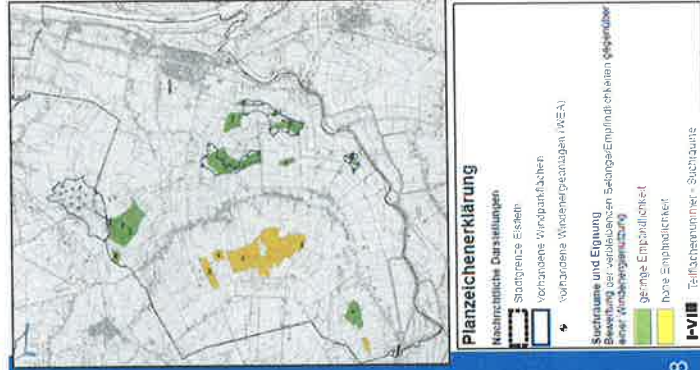 Planzeichenerklärung
Nachrichtliche Darstellungen
Stadtgrenze Elsfleth
Vorhandene Windparkflächen
Vorhandene Windenergieanlagen (WEA)
Suchräume und Eignung
Bewertung der verbleibenden Belange/Empfindlichkeiten gegenüber
einer Windenergienutzung
geringe Empfindlichkeit
hohe Empfindlichkeit
I-VIII Teilflächennummer - Suchräume
8